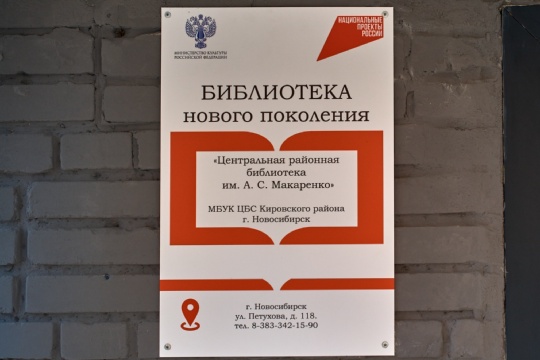 МИНИСТЕРСТВО КУЛЬТУРЫ
РОССИЙСКОЙ ФЕДЕРАЦИИ
НАЦИОНАЛЬНЫЕ
ПРОЕКТЫ
РОССИИ
БИБЛИОТЕКА
нового поколения
«Центральная районная
библиотека
им. А. С. Макаренко»
МБУК ЦБС Кировского района
г. Новосибирск
г. Новосибирск
ул. Петухова, д. 118.
тел. 8-383-342-15-90